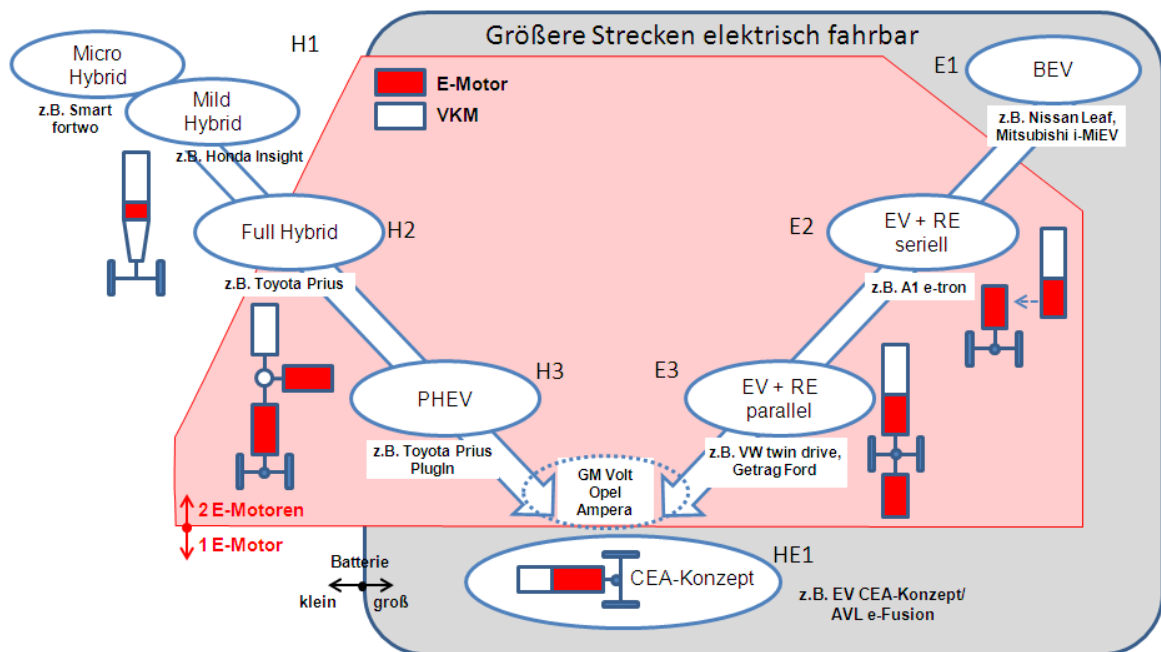 Größere Strecken elektrisch fahrbar
H1
Micro
Hybrid
z.B. Smart
fortwo
Mild
Hybrid
z.B. Honda Insight
E-Motor
VKM
E1
BEV
z.B. Nissan Leaf,
Mitsubishi i-MiEV
Full Hybrid
H2
z.B. Toyota Prius
E2
EV + RE
seriell
z.B. A1 e-tron
PHEV
H3
z.B. Toyota Prius
PlugIn
E3
EV + RE
parallel
z.B. VW twin drive,
Getrag Ford
GM Volt
Opel
Ampera
2 E-Motoren
1 E-Motor
Batterie
klein
groß
CEA-Konzept
HE1
z.B. EV CEA-Konzept/
AVL e-Fusion